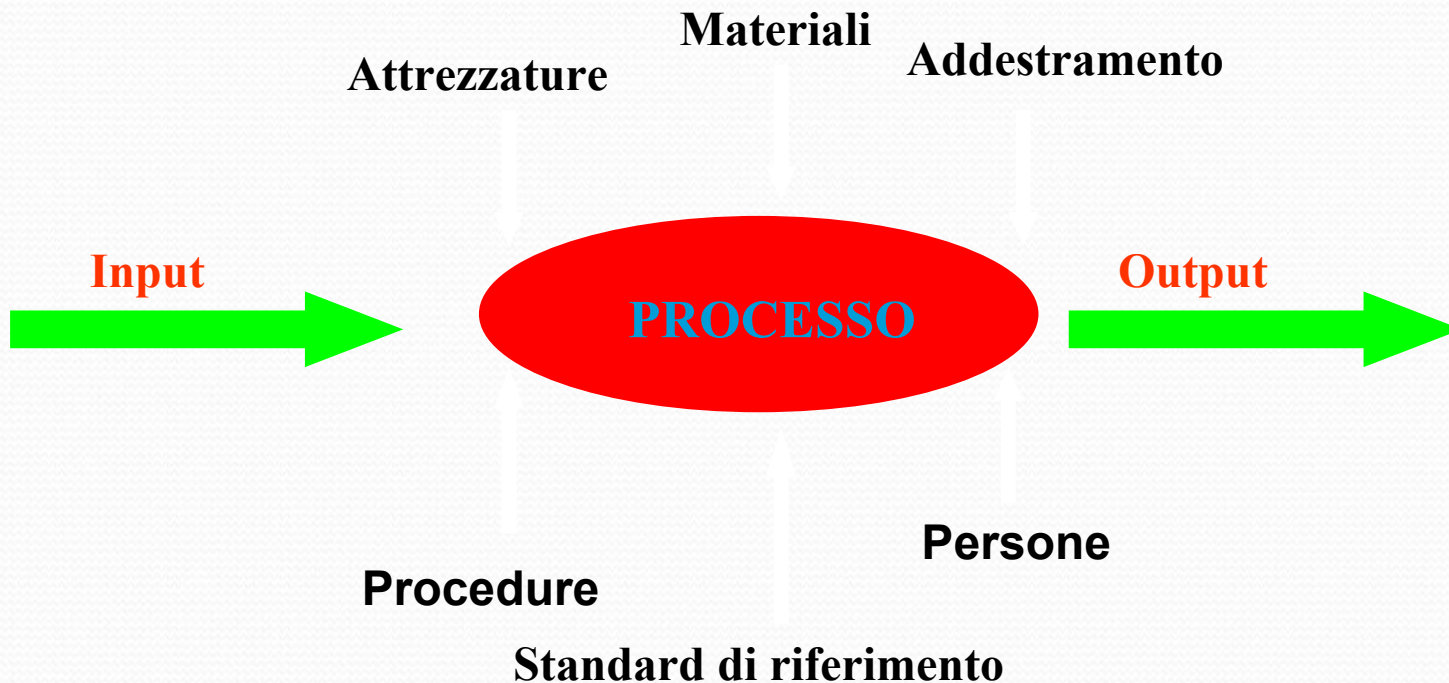 Materiali
Attrezzature
Addestramento
Input
PROCESSO
Output
Persone
Procedure
Standard di riferimento